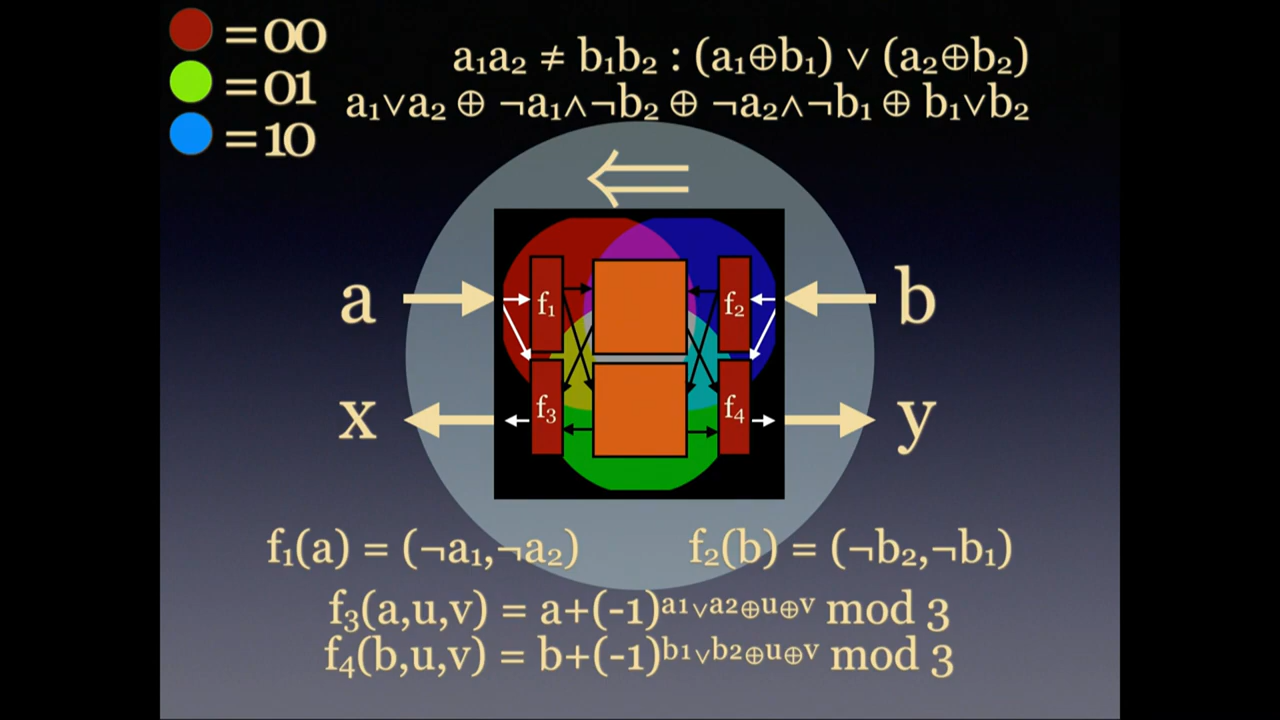 =00
=01
=10
a₁a₂ ≠ b₁b₂ : (a₁⊕b₁) ∨ (a₂⊕b₂)
a₁∨a₂ ⊕ ¬a₁∧¬b₂ ⊕ ¬a₂∧¬b₁ ⊕ b₁∨b₂
⇐
a f₁ f₂ b
x f₃ f₄ y
f₁(a) = (¬a₁,¬a₂) f₂(b) = (¬b₂,¬b₁)
f₃(a,u,v) = a+(-1)^a₁∨a₂⊕u⊕v mod 3
f₄(b,u,v) = b+(-1)^b₁∨b₂⊕u⊕v mod 3